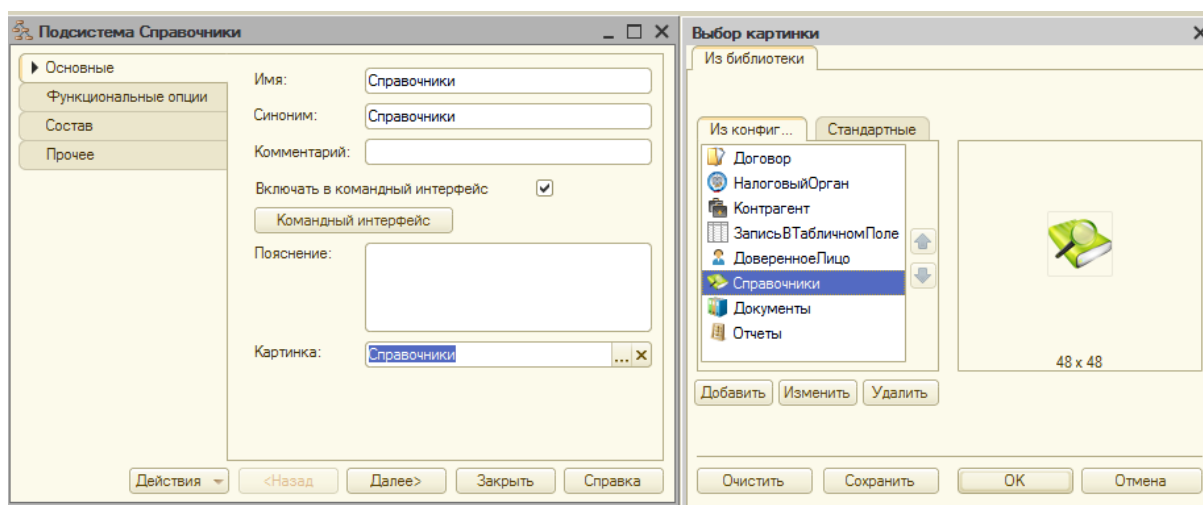 Подсистема Справочники
Основные
Функциональные опции
Состав
Прочее
Имя: Справочники
Синоним: Справочники
Комментарий:
Включать в командный интерфейс
Командный интерфейс
Пояснение:
Картинка: Справочники ...
Действия
<Назад
Далее>
Закрыть
Справка
Выбор картинки
Из библиотеки
Из конфиг...
Стандартные
Договор
НалоговыйОрган
Контрагент
ЗаписьВТабличномПоле
ДоверенноеЛицо
Справочники
Документы
Отчеты
48 x 48
Добавить
Изменить
Удалить
Очистить
Сохранить
OK
Отмена